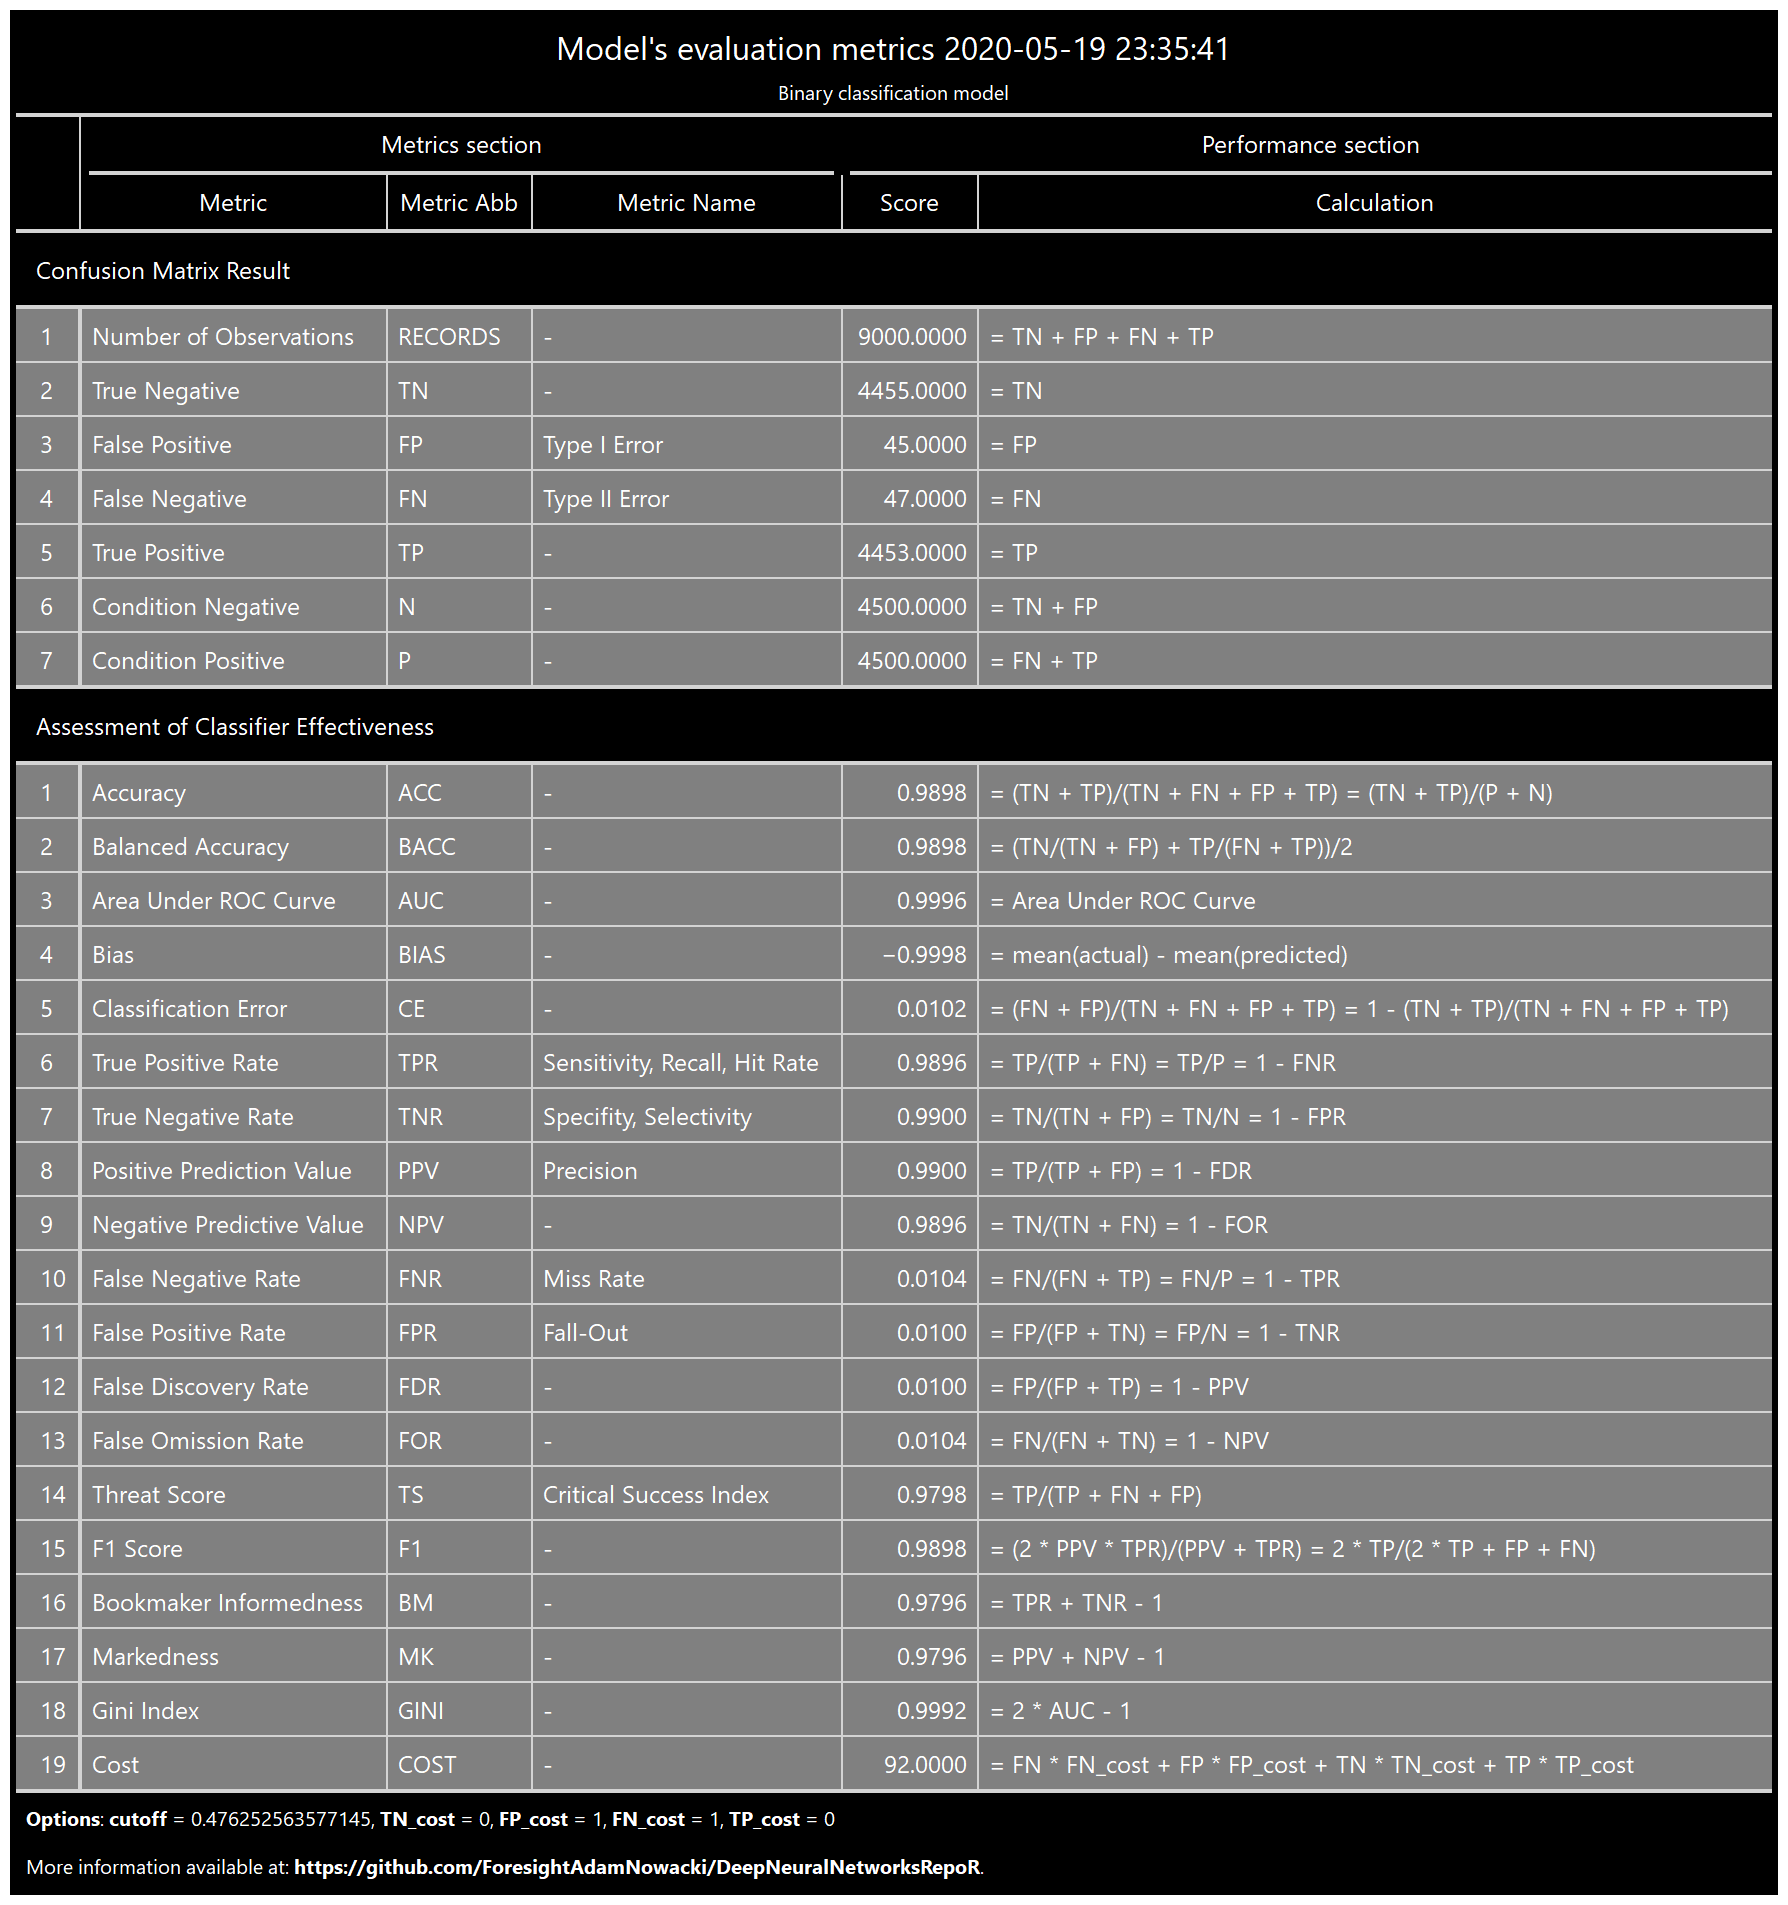 Model's evaluation metrics 2020-05-19 23:35:41
Binary classification model
Metrics section Performance section
Metric Metric Abb Metric Name Score Calculation
Confusion Matrix Result
1 Number of Observations RECORDS - 9000.0000 = TN + FP + FN + TP
2 True Negative TN - 4455.0000 = TN
3 False Positive FP Type I Error 45.0000 = FP
4 False Negative FN Type II Error 47.0000 = FN
5 True Positive TP - 4453.0000 = TP
6 Condition Negative N - 4500.0000 = TN + FP
7 Condition Positive P - 4500.0000 = FN + TP
Assessment of Classifier Effectiveness
1 Accuracy ACC - 0.9898 = (TN + TP)/(TN + FN + FP + TP) = (TN + TP)/(P + N)
2 Balanced Accuracy BACC - 0.9898 = (TN/(TN + FP) + TP/(FN + TP))/2
3 Area Under ROC Curve AUC - 0.9996 = Area Under ROC Curve
4 Bias BIAS - −0.9998 = mean(actual) - mean(predicted)
5 Classification Error CE - 0.0102 = (FN + FP)/(TN + FN + FP + TP) = 1 - (TN + TP)/(TN + FN + FP + TP)
6 True Positive Rate TPR Sensitivity, Recall, Hit Rate 0.9896 = TP/(TP + FN) = TP/P = 1 - FNR
7 True Negative Rate TNR Specifity, Selectivity 0.9900 = TN/(TN + FP) = TN/N = 1 - FPR
8 Positive Prediction Value PPV Precision 0.9900 = TP/(TP + FP) = 1 - FDR
9 Negative Predictive Value NPV - 0.9896 = TN/(TN + FN) = 1 - FOR
10 False Negative Rate FNR Miss Rate 0.0104 = FN/(FN + TP) = FN/P = 1 - TPR
11 False Positive Rate FPR Fall-Out 0.0100 = FP/(FP + TN) = FP/N = 1 - TNR
12 False Discovery Rate FDR - 0.0100 = FP/(FP + TP) = 1 - PPV
13 False Omission Rate FOR - 0.0104 = FN/(FN + TN) = 1 - NPV
14 Threat Score TS Critical Success Index 0.9798 = TP/(TP + FN + FP)
15 F1 Score F1 - 0.9898 = (2 * PPV * TPR)/(PPV + TPR) = 2 * TP/(2 * TP + FP + FN)
16 Bookmaker Informedness BM - 0.9796 = TPR + TNR - 1
17 Markedness MK - 0.9796 = PPV + NPV - 1
18 Gini Index GINI - 0.9992 = 2 * AUC - 1
19 Cost COST - 92.0000 = FN * FN_cost + FP * FP_cost + TN * TN_cost + TP * TP_cost
Options: cutoff = 0.476252563577145, TN_cost = 0, FP_cost = 1, FN_cost = 1, TP_cost = 0
More information available at: https://github.com/ForesightAdamNowacki/DeepNeuralNetworksRepoR.